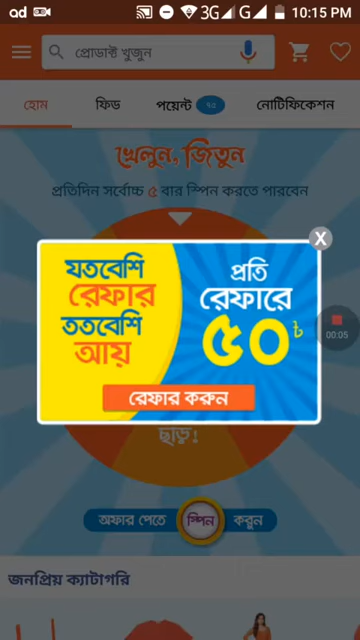 ad 3G G 10:15 PM
প্রোডাক্ট খুজুন
হোম ফিড পয়েন্ট ৭৫ নোটিফিকেশন
খেলুন, জিতুন
প্রতিদিন সর্বোচ্চ ৫ বার স্পিন করতে পারবেন
X
যতবেশি
রেফার
ততবেশি
আয়
প্রতি
রেফারে
৫০৳
রেফার করুন
00:05
ছাড়!
অফার পেতে স্পিন করুন
জনপ্রিয় ক্যাটাগরি